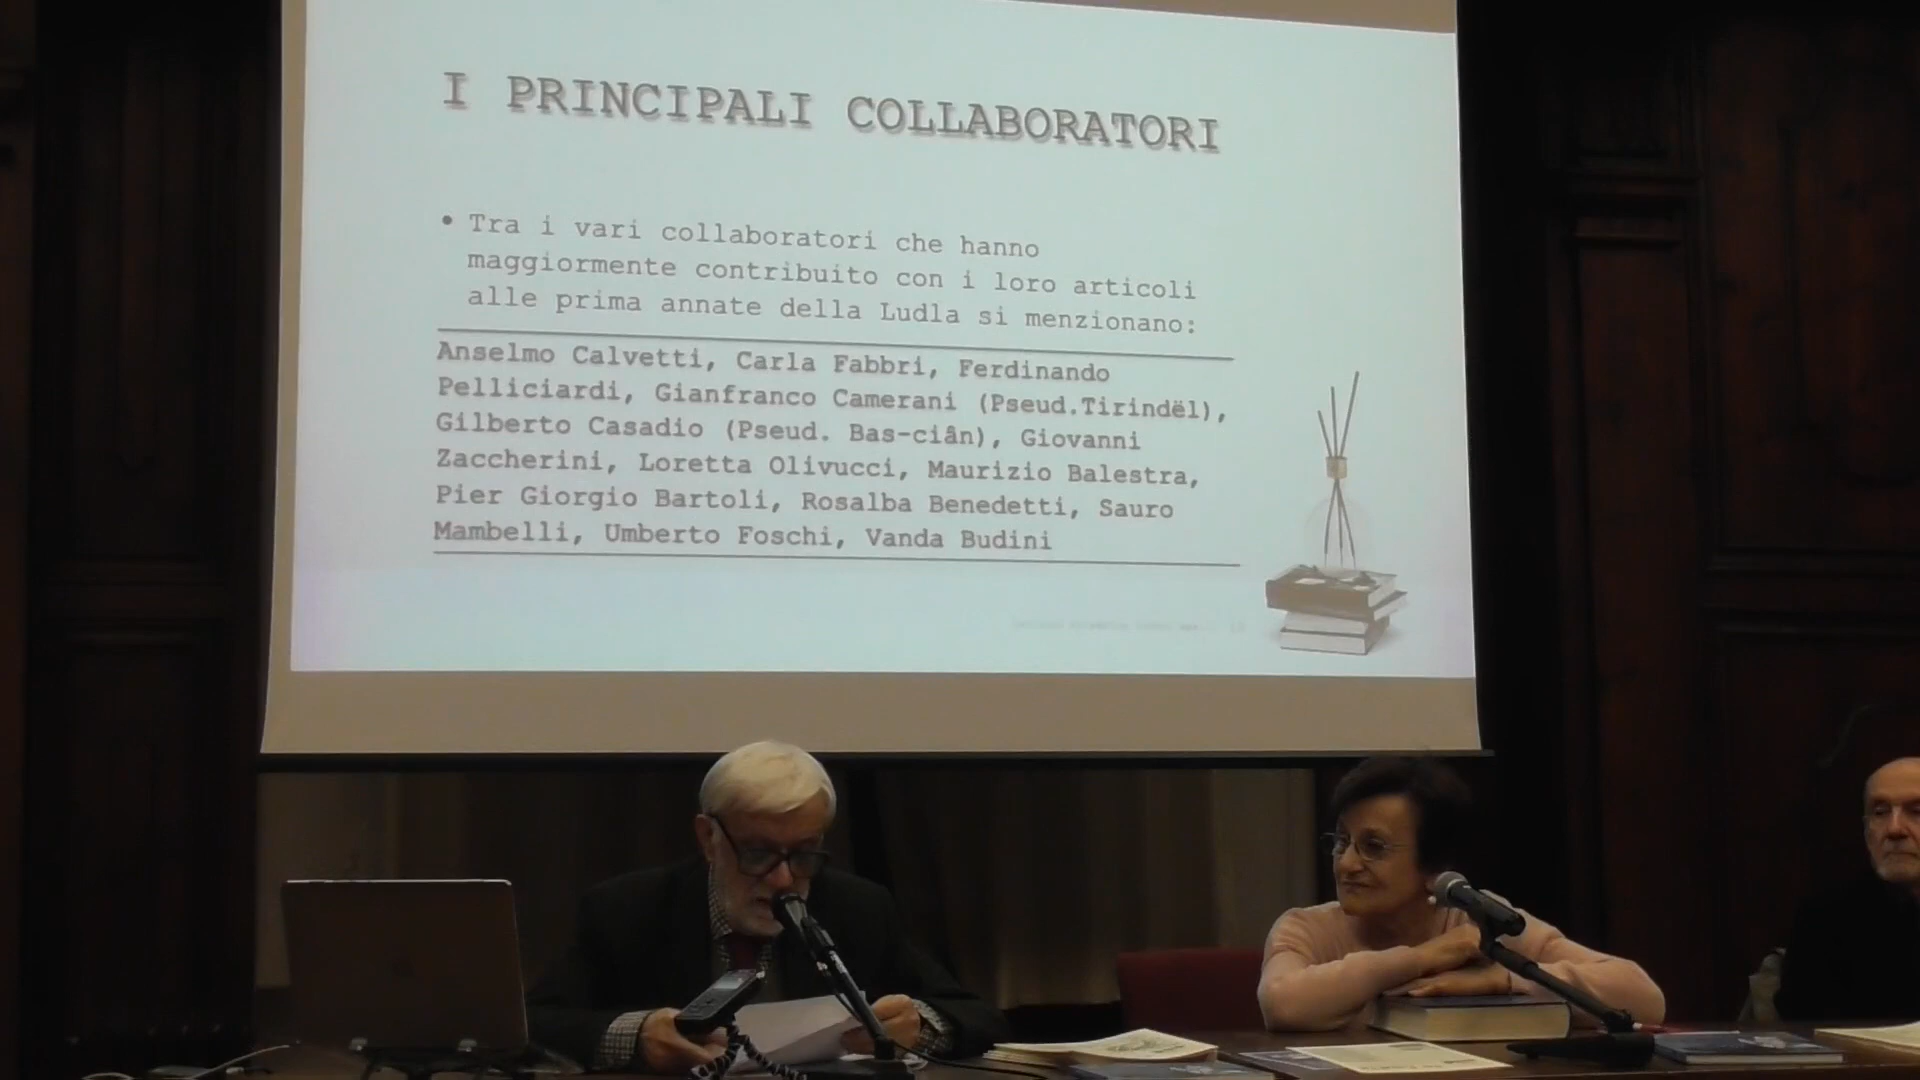 I PRINCIPALI COLLABORATORI
• Tra i vari collaboratori che hanno
maggiormente contribuito con i loro articoli
alle prima annate della Ludla si menzionano:
Anselmo Calvetti, Carla Fabbri, Ferdinando
Pelliciardi, Gianfranco Camerani (Pseud.Tirindël),
Gilberto Casadio (Pseud. Bas-ciân), Giovanni
Zaccherini, Loretta Olivucci, Maurizio Balestra,
Pier Giorgio Bartoli, Rosalba Benedetti, Sauro
Mambelli, Umberto Foschi, Vanda Budini